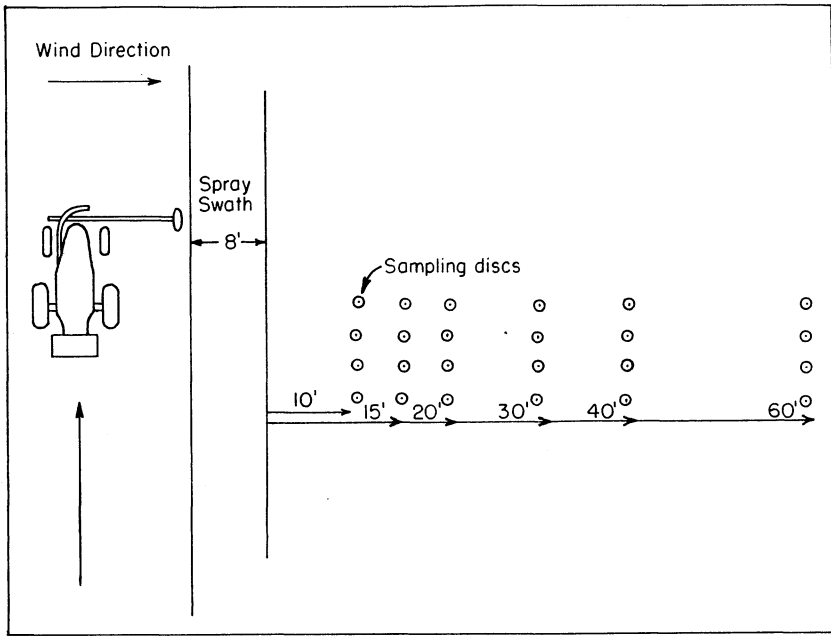 Wind Direction
Spray
Swath
8'
Sampling discs
10'
15' 20' 30' 40' 60'